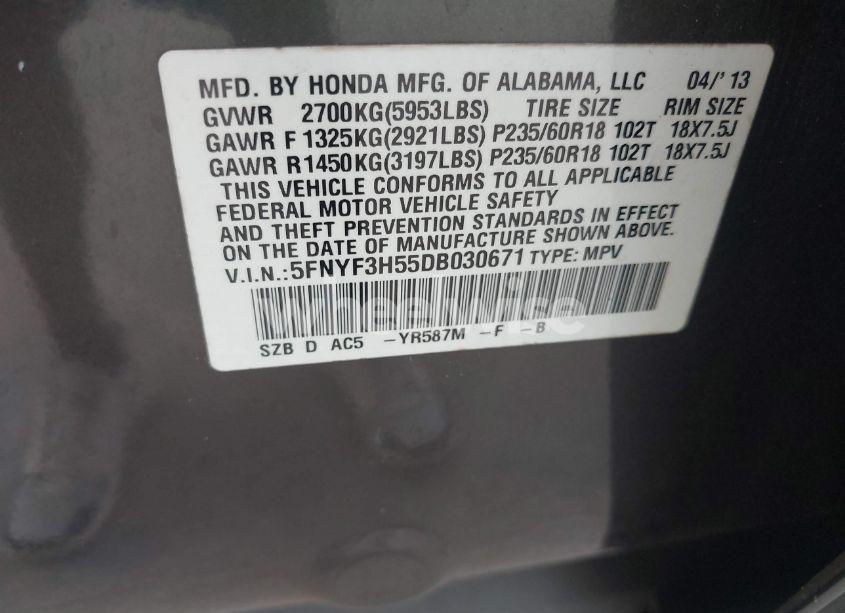 MFD. BY HONDA MFG. OF ALABAMA, LLC 04/'13
GVWR 2700KG(5953LBS) TIRE SIZE RIM SIZE
GAWR F 1325KG(2921LBS) P235/60R18 102T 18X7.5J
GAWR R1450KG(3197LBS) P235/60R18 102T 18X7.5J
THIS VEHICLE CONFORMS TO ALL APPLICABLE
FEDERAL MOTOR VEHICLE SAFETY
AND THEFT PREVENTION STANDARDS IN EFFECT
ON THE DATE OF MANUFACTURE SHOWN ABOVE.
V.I.N.:5FNYF3H55DB030671 TYPE: MPV
SZB D AC5 -YR587M -F -B